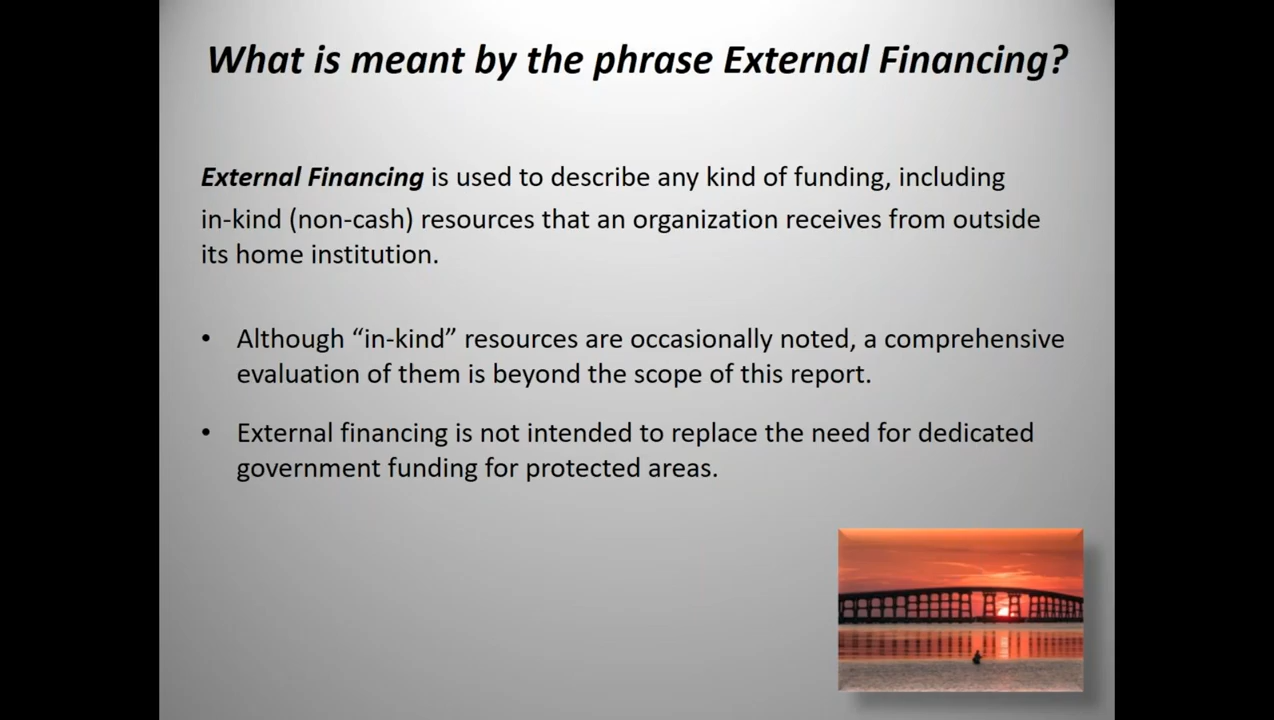 What is meant by the phrase External Financing?
External Financing is used to describe any kind of funding, including
in-kind (non-cash) resources that an organization receives from outside
its home institution.
• Although “in-kind” resources are occasionally noted, a comprehensive
evaluation of them is beyond the scope of this report.
• External financing is not intended to replace the need for dedicated
government funding for protected areas.